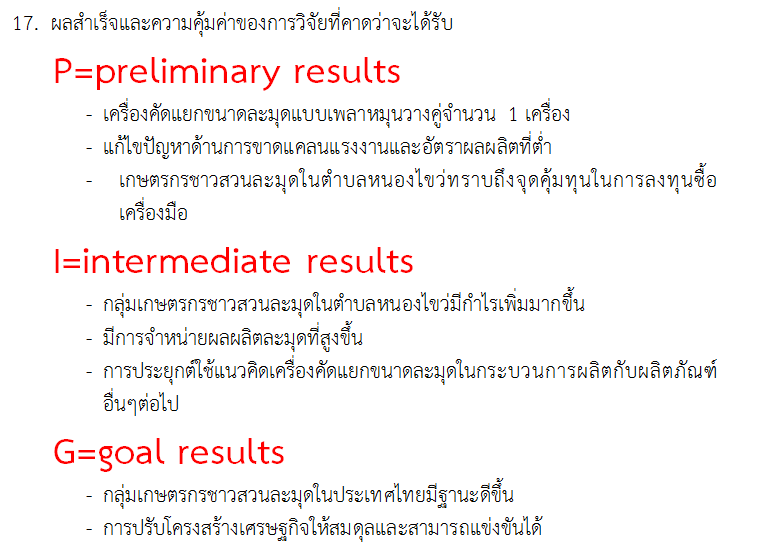 17. ผลสำเร็จและความคุ้มค่าของการวิจัยที่คาดว่าจะได้รับ
P=preliminary results
- เครื่องคัดแยกขนาดละมุดแบบเพลาหมุนวางคู่จำนวน 1 เครื่อง
- แก้ไขปัญหาด้านการขาดแคลนแรงงานและอัตราผลผลิตที่ต่ำ
- เกษตรกรชาวสวนละมุดในตำบลหนองไขว่ทราบถึงจุดคุ้มทุนในการลงทุนซื้อ
เครื่องมือ
I=intermediate results
- กลุ่มเกษตรกรชาวสวนละมุดในตำบลหนองไขว่มีกำไรเพิ่มมากขึ้น
- มีการจำหน่ายผลผลิตละมุดที่สูงขึ้น
- การประยุกต์ใช้แนวคิดเครื่องคัดแยกขนาดละมุดในกระบวนการผลิตกับผลิตภัณฑ์
อื่นๆต่อไป
G=goal results
- กลุ่มเกษตรกรชาวสวนละมุดในประเทศไทยมีฐานะดีขึ้น
- การปรับโครงสร้างเศรษฐกิจให้สมดุลและสามารถแข่งขันได้